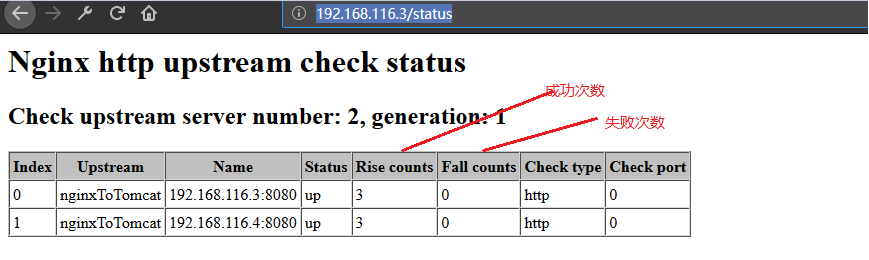 192.168.116.3/status
Nginx http upstream check status
成功次数
Check upstream server number: 2, generation: 1
失败次数
Index Upstream Name Status Rise counts Fall counts Check type Check port
0 nginxToTomcat 192.168.116.3:8080 up 3 0 http 0
1 nginxToTomcat 192.168.116.4:8080 up 3 0 http 0